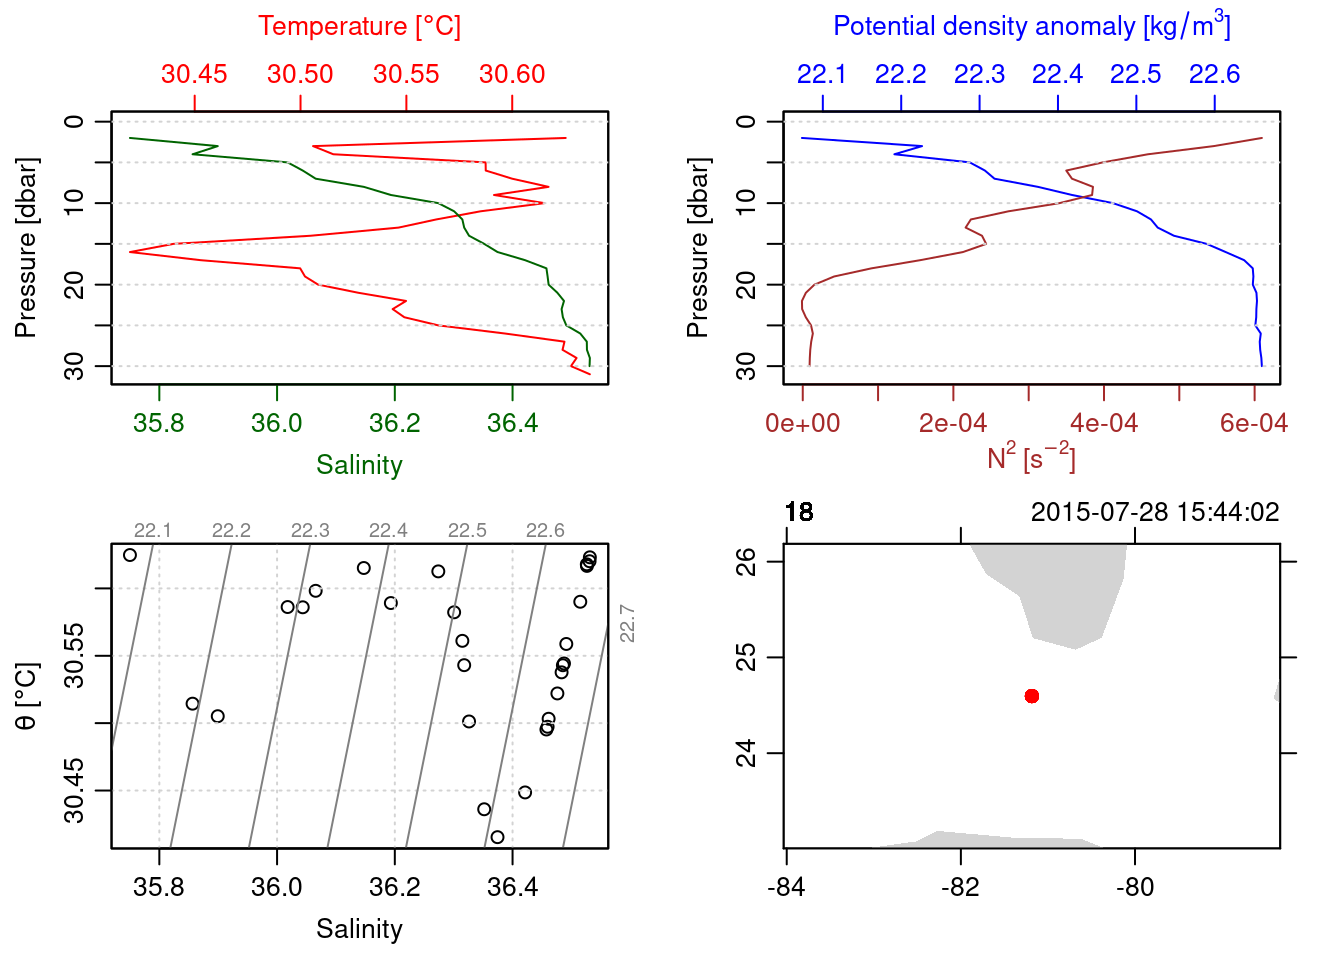 Temperature [°C]
30.45 30.50 30.55 30.60
0
10
20
30
Pressure [dbar]
35.8 36.0 36.2 36.4
Salinity
Potential density anomaly [kg/m³]
22.1 22.2 22.3 22.4 22.5 22.6
0
10
20
30
Pressure [dbar]
0e+00 2e-04 4e-04 6e-04
N² [s⁻²]
22.1 22.2 22.3 22.4 22.5 22.6
22.7
30.55
30.45
θ [°C]
35.8 36.0 36.2 36.4
Salinity
18 2015-07-28 15:44:02
26
25
24
-84 -82 -80